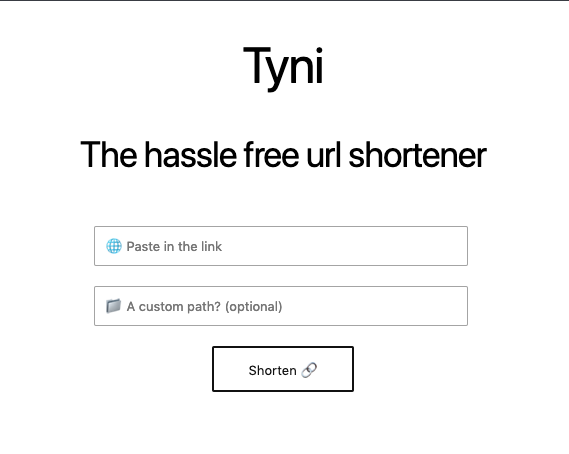 Tyni
The hassle free url shortener
🌐 Paste in the link
📁 A custom path? (optional)
Shorten 🔗